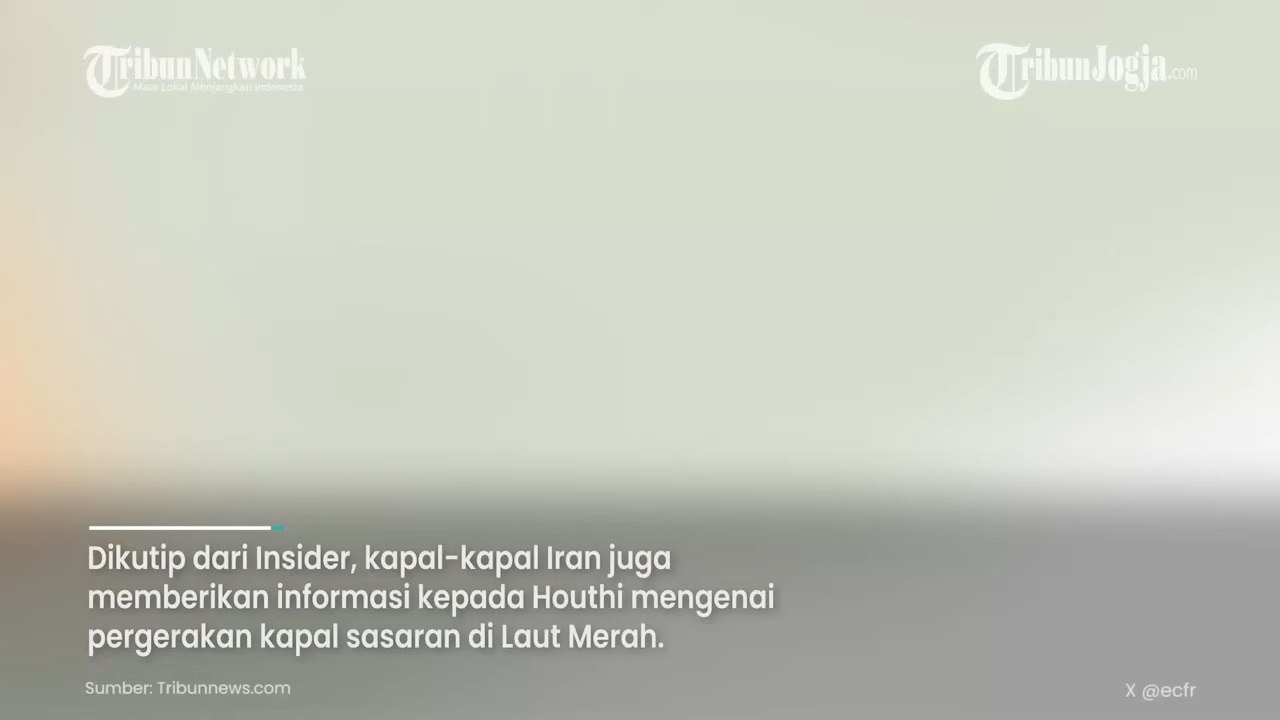 TribunNetwork
Mata Lokal Menjangkau Indonesia
TribunJogja.com
Dikutip dari Insider, kapal-kapal Iran juga
memberikan informasi kepada Houthi mengenai
pergerakan kapal sasaran di Laut Merah.
Sumber: Tribunnews.com
X @ecfr